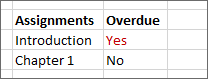 Assignments Overdue
Introduction Yes
Chapter 1 No